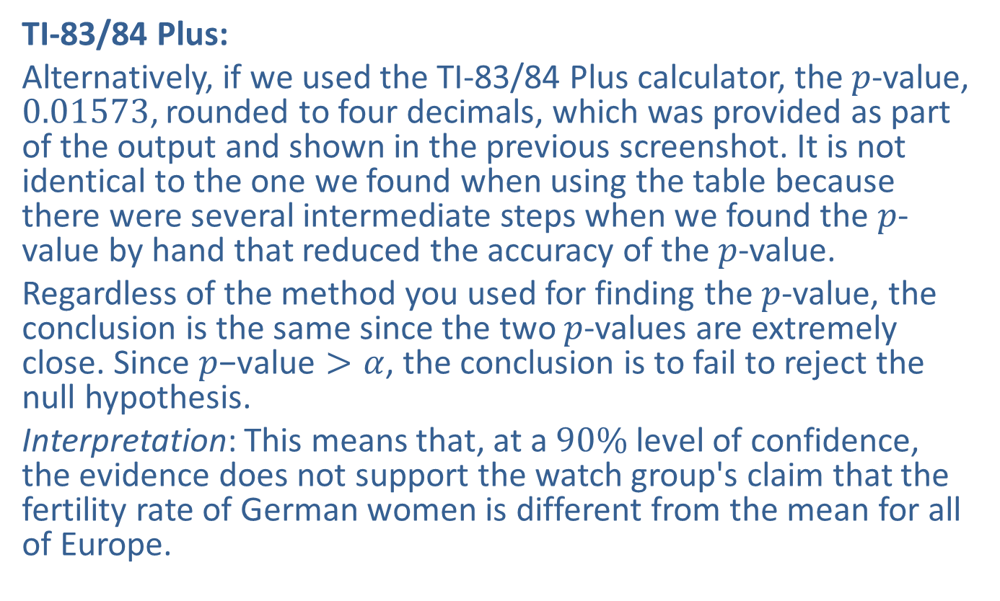 TI-83/84 Plus:
Alternatively, if we used the TI-83/84 Plus calculator, the p-value,
0.01573, rounded to four decimals, which was provided as part
of the output and shown in the previous screenshot. It is not
identical to the one we found when using the table because
there were several intermediate steps when we found the p-
value by hand that reduced the accuracy of the p-value.
Regardless of the method you used for finding the p-value, the
conclusion is the same since the two p-values are extremely
close. Since p−value > α, the conclusion is to fail to reject the
null hypothesis.
Interpretation: This means that, at a 90% level of confidence,
the evidence does not support the watch group's claim that the
fertility rate of German women is different from the mean for all
of Europe.